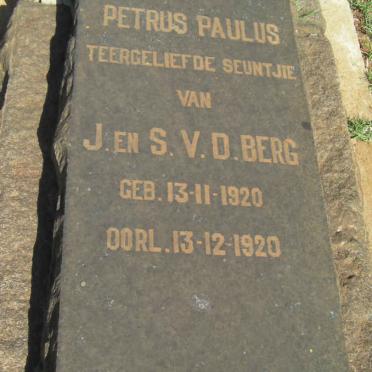 PETRUS PAULUS
TEERGELIEFDE SEUNTJIE
VAN
J. EN S. V. D. BERG
GEB. 13-11-1920
OORL. 13-12-1920